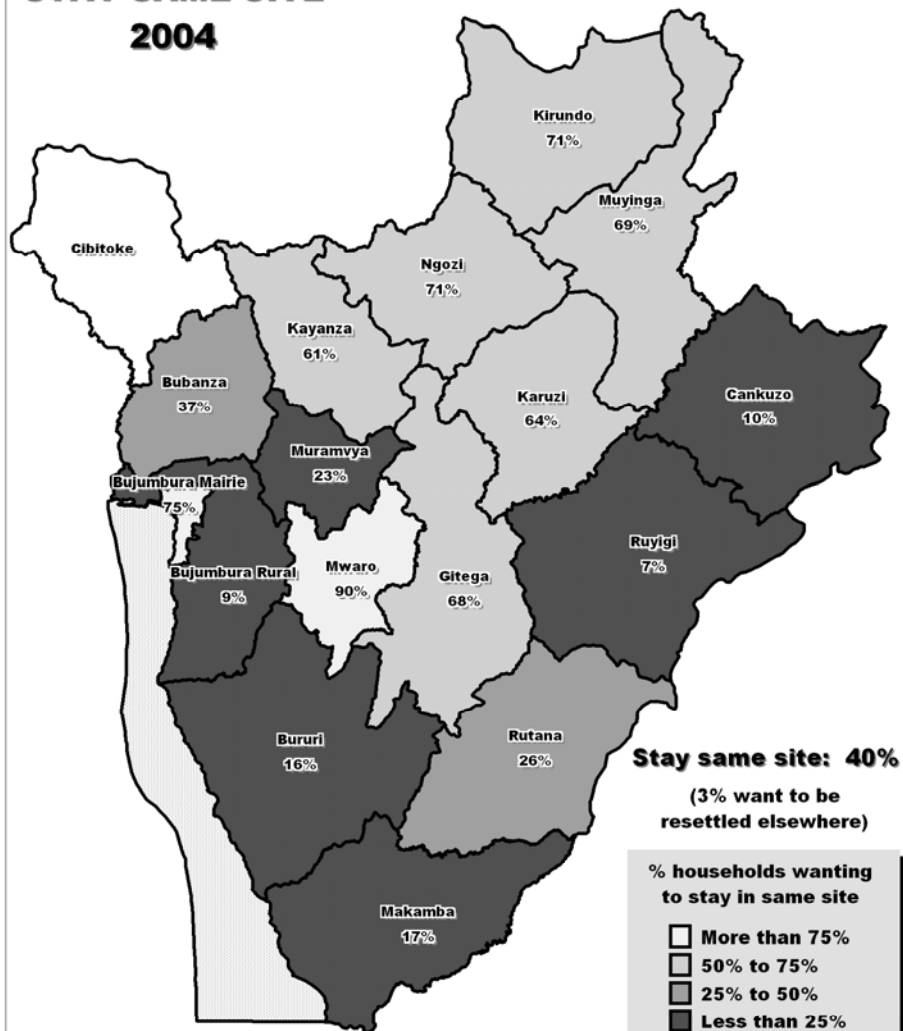 2004
Kirundo
71%
Muyinga
69%
Cibitoke
Ngozi
71%
Kayanza
61%
Bubanza
37%
Karuzi
64%
Cankuzo
10%
Muramvya
23%
Bujumbura Mairie
75%
Ruyigi
7%
Bujumbura Rural
9%
Mwaro
90%
Gitega
68%
Bururi
16%
Rutana
26%
Stay same site: 40%
(3% want to be
resettled elsewhere)
Makamba
17%
% households wanting
to stay in same site
More than 75%
50% to 75%
25% to 50%
Less than 25%